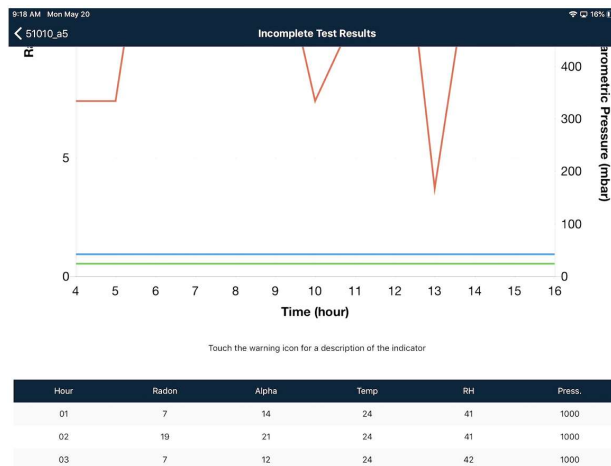 9:18 AM Mon May 20
16%
51010_a5
Incomplete Test Results
400
300
5
200
100
0
0
4 5 6 7 8 9 10 11 12 13 14 15 16
Time (hour)
Barometric Pressure (mbar)
Touch the warning icon for a description of the indicator
Hour Radon Alpha Temp RH Press.
01 7 14 24 41 1000
02 19 21 24 41 1000
03 7 12 24 42 1000